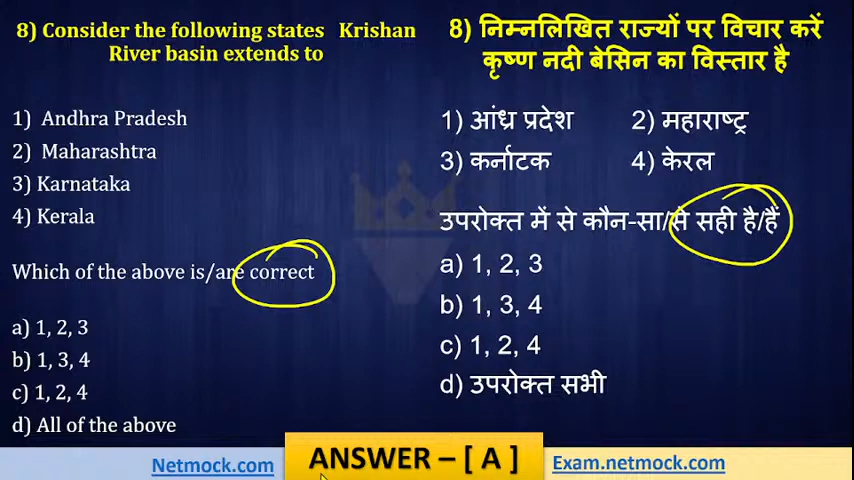 8) Consider the following states Krishan
River basin extends to
1) Andhra Pradesh
2) Maharashtra
3) Karnataka
4) Kerala
Which of the above is/are correct
a) 1, 2, 3
b) 1, 3, 4
c) 1, 2, 4
d) All of the above
8) निम्नलिखित राज्यों पर विचार करें
कृष्ण नदी बेसिन का विस्तार है
1) आंध्र प्रदेश 2) महाराष्ट्र
3) कर्नाटक 4) केरल
उपरोक्त में से कौन-सा/से सही है/हैं
a) 1, 2, 3
b) 1, 3, 4
c) 1, 2, 4
d) उपरोक्त सभी
Netmock.com ANSWER – [ A ] Exam.netmock.com